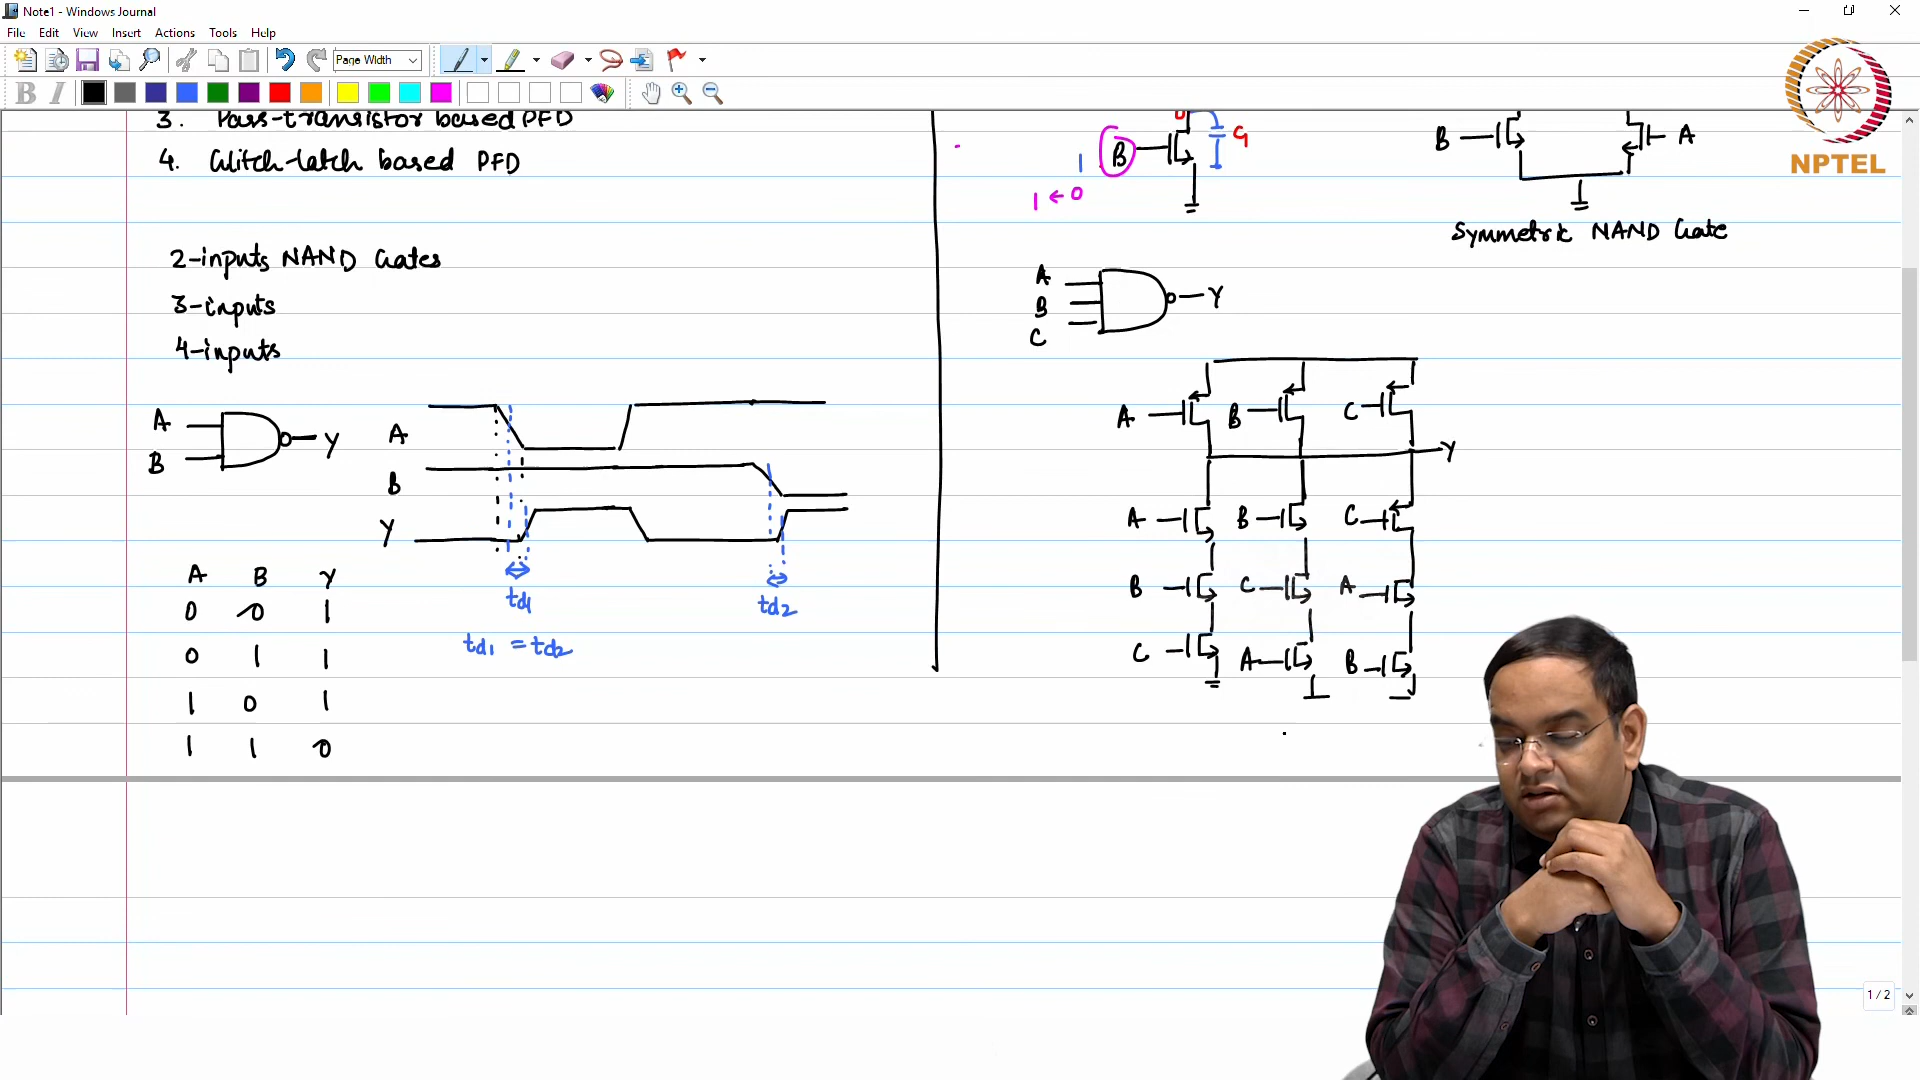 Note1 - Windows Journal
File Edit View Insert Actions Tools Help
Page Width
B I
NPTEL
3. Pass-transistor based PFD
4. Glitch-latch based PFD
2-inputs NAND Gates
3-inputs
4-inputs
A
B
Y
A
B
Y
td1
td2
td1 = td2
A B Y
0 0 1
0 1 1
1 0 1
1 1 0
1 B
1 ← 0
B A
Symmetric NAND Gate
A
B
C
Y
A B C
Y
A B C
B C A
C A B
1 / 2